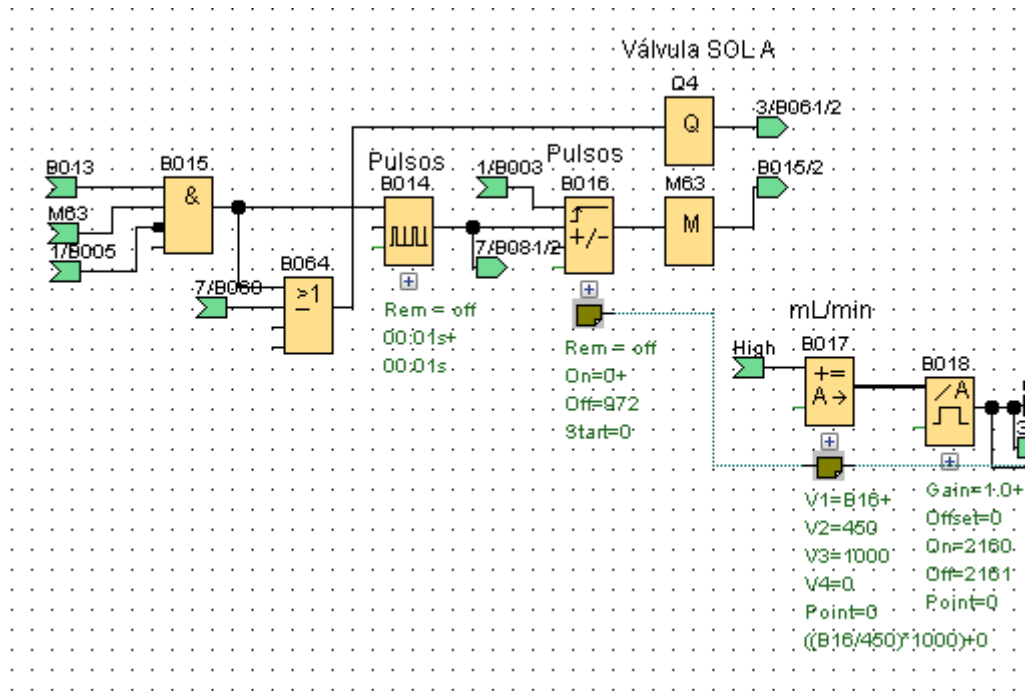 Válvula SOL A
Q4
Q
3/B061/2
B013
B015
&
M63
1/B005
Pulsos
B014
1/B003
Pulsos
B016
+/-
M63
M
B015/2
7/B081/2
7/B060
B064
>1
Rem = off
00:01s+
00:01s
Rem = off
On=0+
Off=972
Start=0
mL/min
High
B017
+=
A→
B018
/A
V1=B16+
V2=450
V3=1000
V4=0
Point=0
((B16/450)*1000)+0
Gain=1.0+
Offset=0
On=2160
Off=2161
Point=0